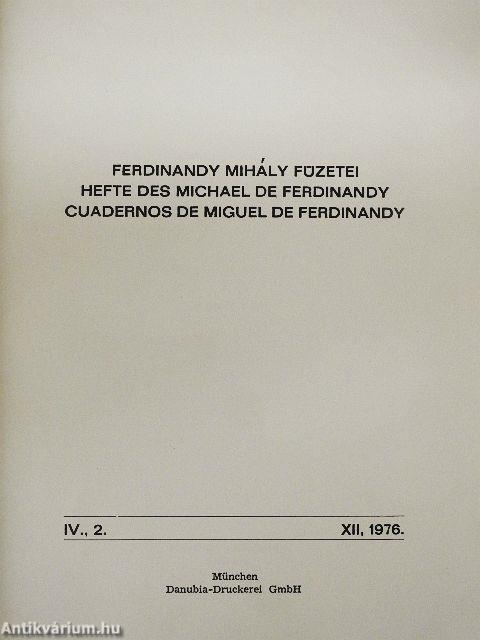 FERDINANDY MIHÁLY FÜZETEI
HEFTE DES MICHAEL DE FERDINANDY
CUADERNOS DE MIGUEL DE FERDINANDY
IV., 2. XII, 1976.
München
Danubia-Druckerei GmbH
Antikvárium.hu